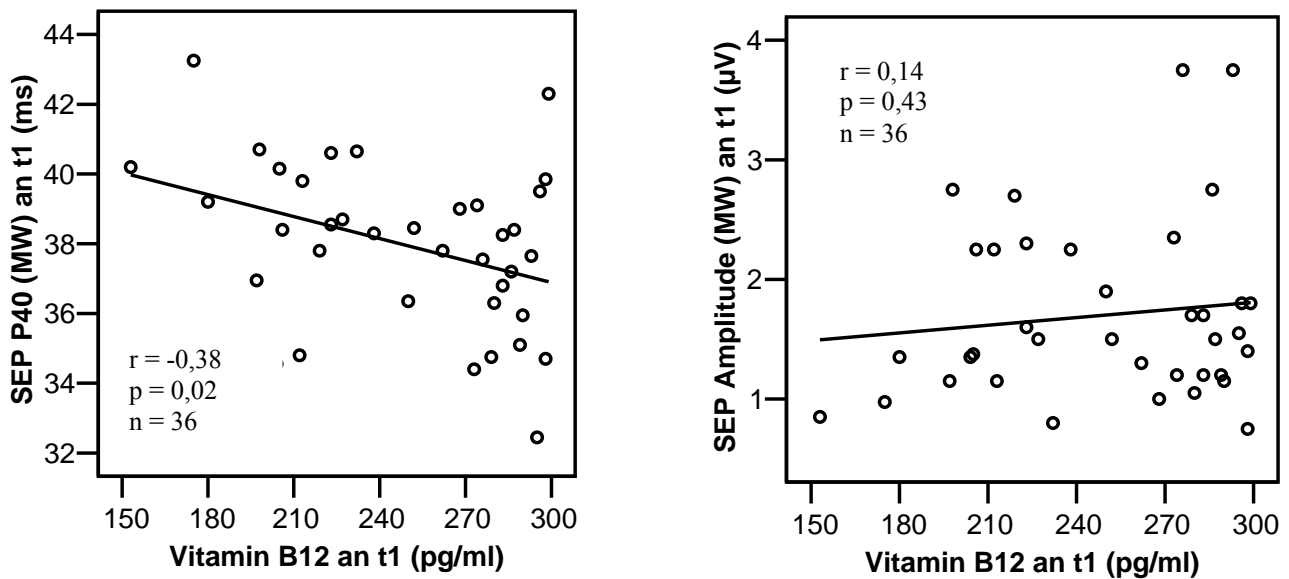 SEP P40 (MW) an t1 (ms)
44
42
40
38
36
34
32
r = -0,38
p = 0,02
n = 36
150 180 210 240 270 300
Vitamin B12 an t1 (pg/ml)
SEP Amplitude (MW) an t1 (µV)
4
3
2
1
r = 0,14
p = 0,43
n = 36
150 180 210 240 270 300
Vitamin B12 an t1 (pg/ml)